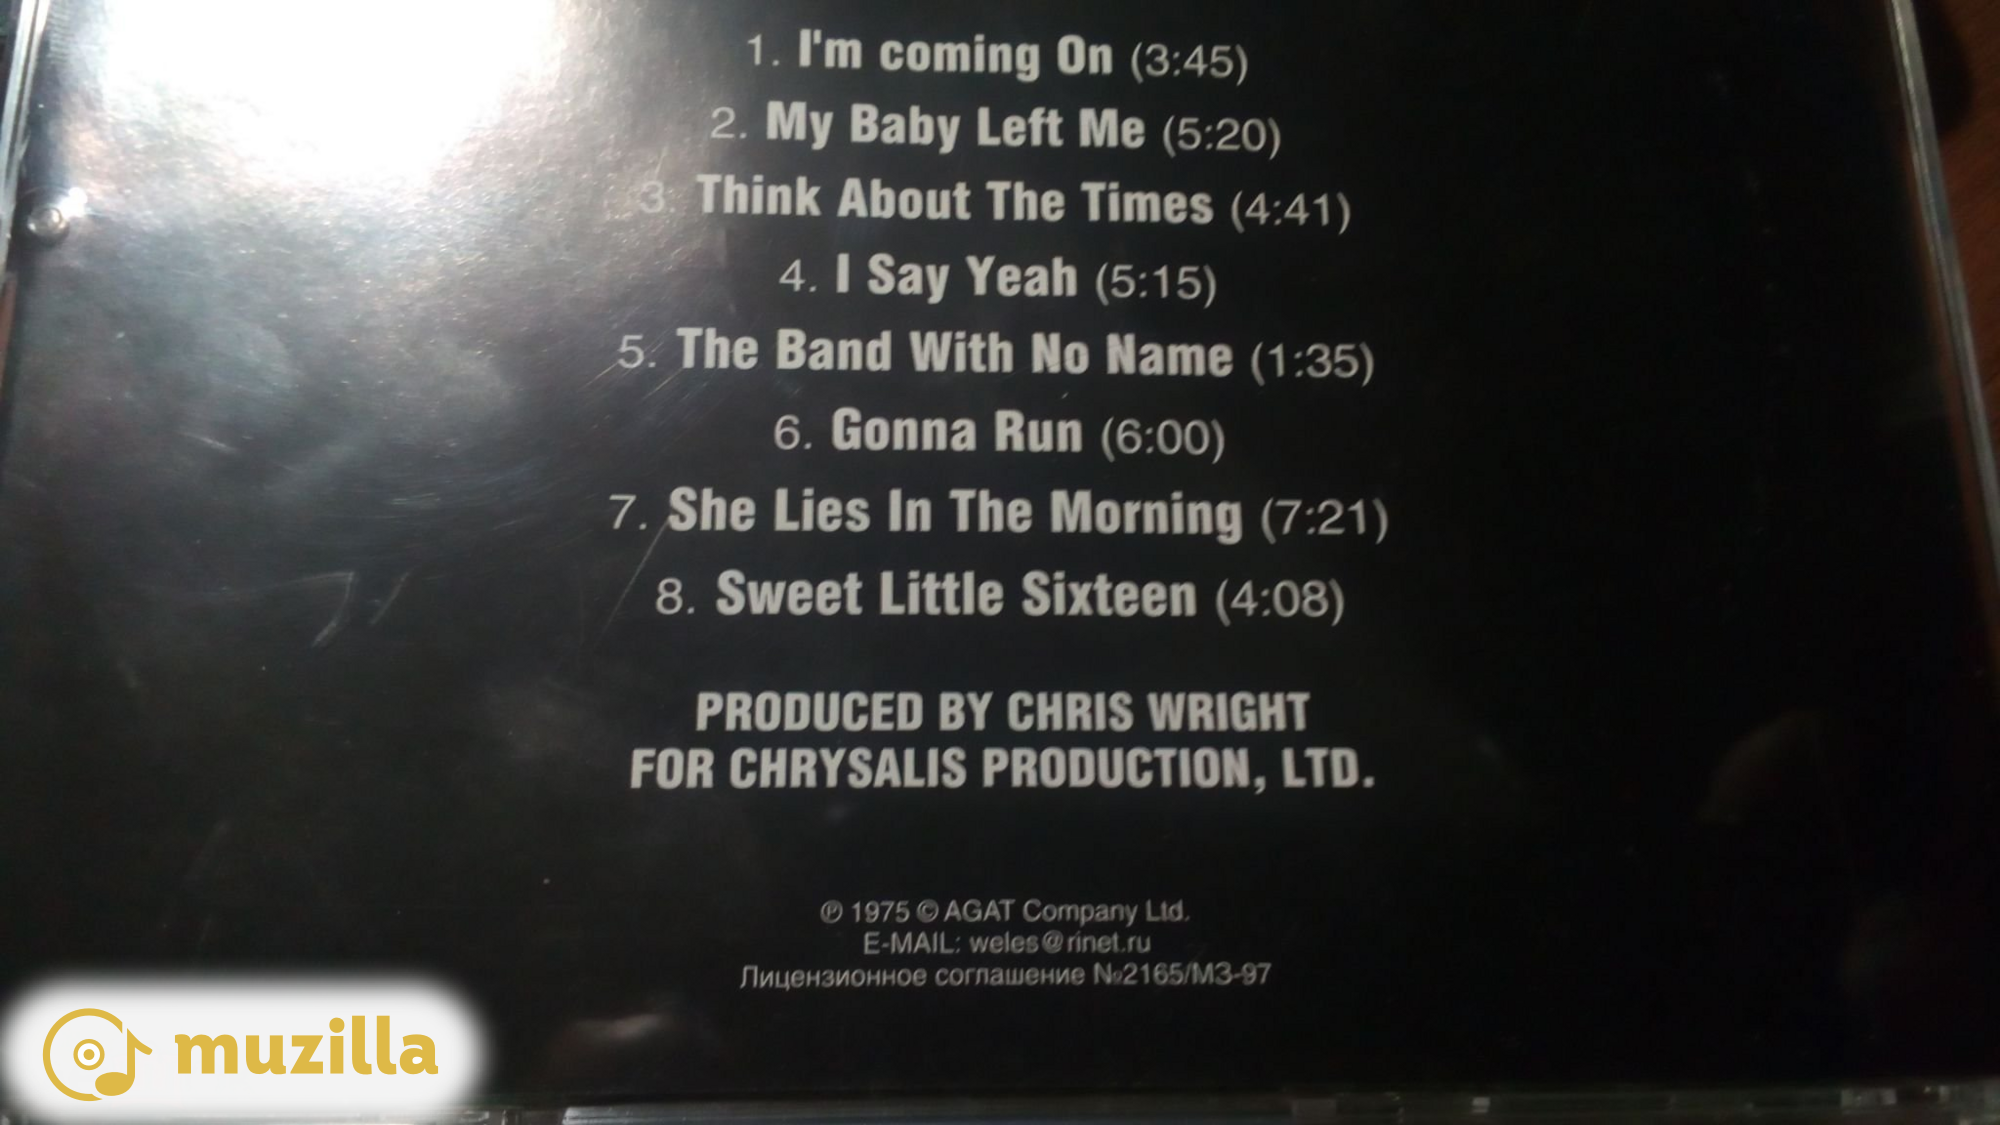 1. I'm coming On (3:45)
2. My Baby Left Me (5:20)
3. Think About The Times (4:41)
4. I Say Yeah (5:15)
5. The Band With No Name (1:35)
6. Gonna Run (6:00)
7. She Lies In The Morning (7:21)
8. Sweet Little Sixteen (4:08)
PRODUCED BY CHRIS WRIGHT
FOR CHRYSALIS PRODUCTION, LTD.
℗ 1975 © AGAT Company Ltd.
E-MAIL: weles@rinet.ru
Лицензионное соглашение №2165/МЗ-97
muzilla